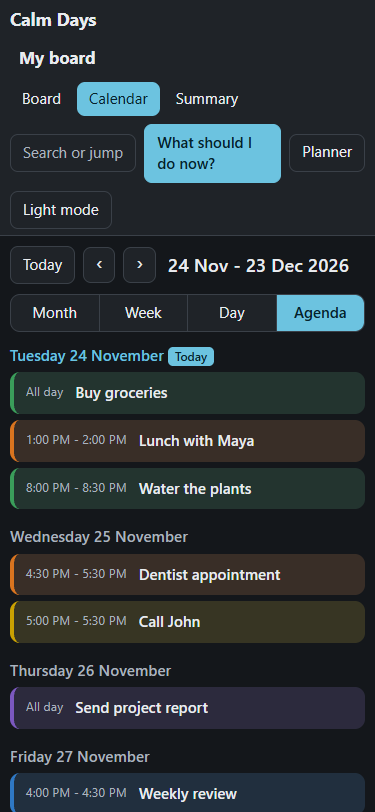 Calm Days
My board
Board Calendar Summary
Search or jump
What should I
do now?
Planner
Light mode
Today ‹ › 24 Nov - 23 Dec 2026
Month Week Day Agenda
Tuesday 24 November Today
All day Buy groceries
1:00 PM - 2:00 PM Lunch with Maya
8:00 PM - 8:30 PM Water the plants
Wednesday 25 November
4:30 PM - 5:30 PM Dentist appointment
5:00 PM - 5:30 PM Call John
Thursday 26 November
All day Send project report
Friday 27 November
4:00 PM - 4:30 PM Weekly review